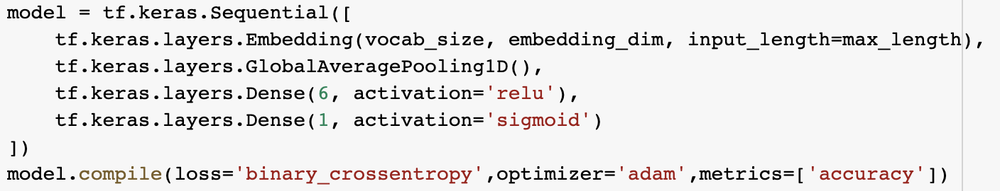 model = tf.keras.Sequential([
    tf.keras.layers.Embedding(vocab_size, embedding_dim, input_length=max_length),
    tf.keras.layers.GlobalAveragePooling1D(),
    tf.keras.layers.Dense(6, activation='relu'),
    tf.keras.layers.Dense(1, activation='sigmoid')
])
model.compile(loss='binary_crossentropy',optimizer='adam',metrics=['accuracy'])